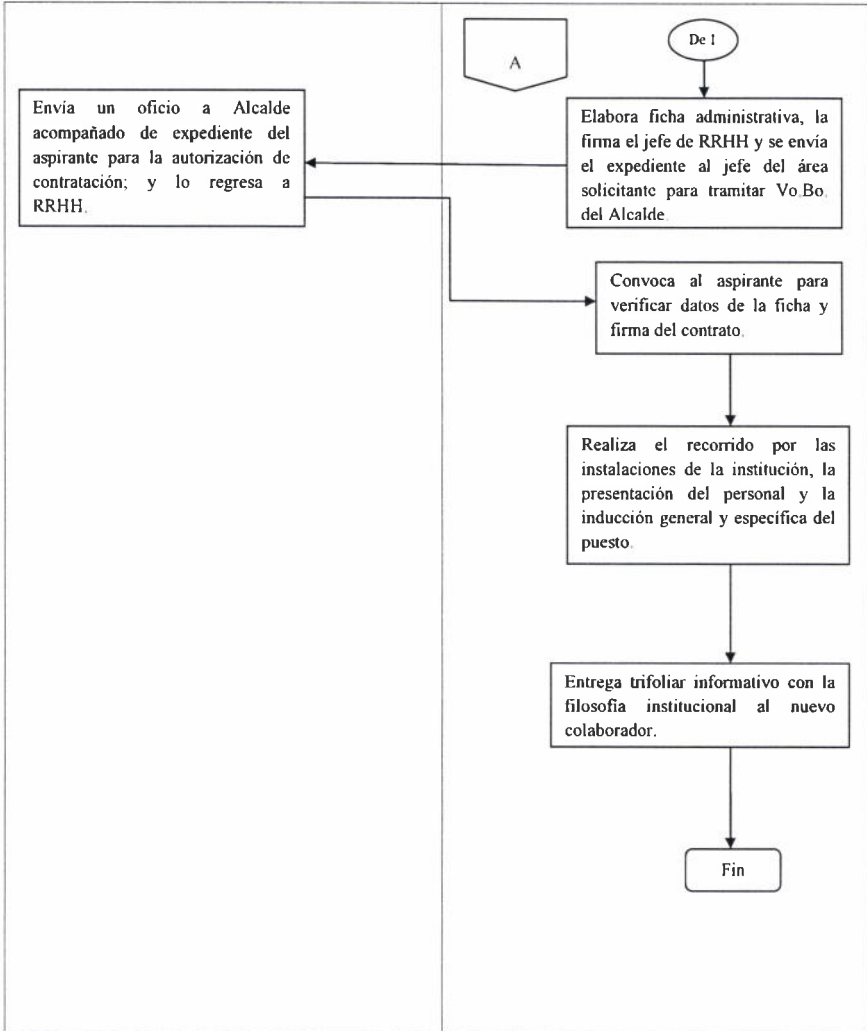 De 1
A
Elabora ficha administrativa, la
firma el jefe de RRHH y se envía
el expediente al jefe del área
solicitante para tramitar Vo.Bo.
del Alcalde.
Envía un oficio a Alcalde
acompañado de expediente del
aspirante para la autorización de
contratación; y lo regresa a
RRHH.
Convoca al aspirante para
verificar datos de la ficha y
firma del contrato.
Realiza el recorrido por las
instalaciones de la institución, la
presentación del personal y la
inducción general y específica del
puesto.
Entrega trifoliar informativo con la
filosofía institucional al nuevo
colaborador.
Fin